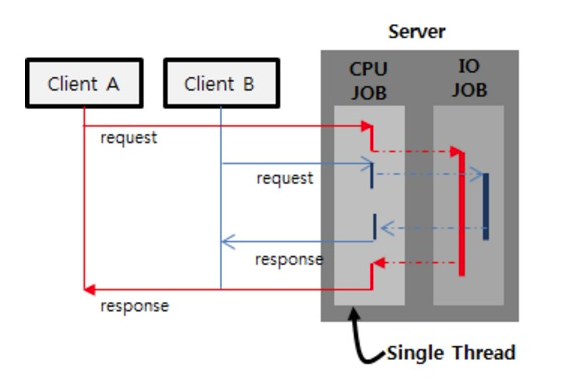 Server
Client A
Client B
CPU
JOB
IO
JOB
request
request
response
response
Single Thread